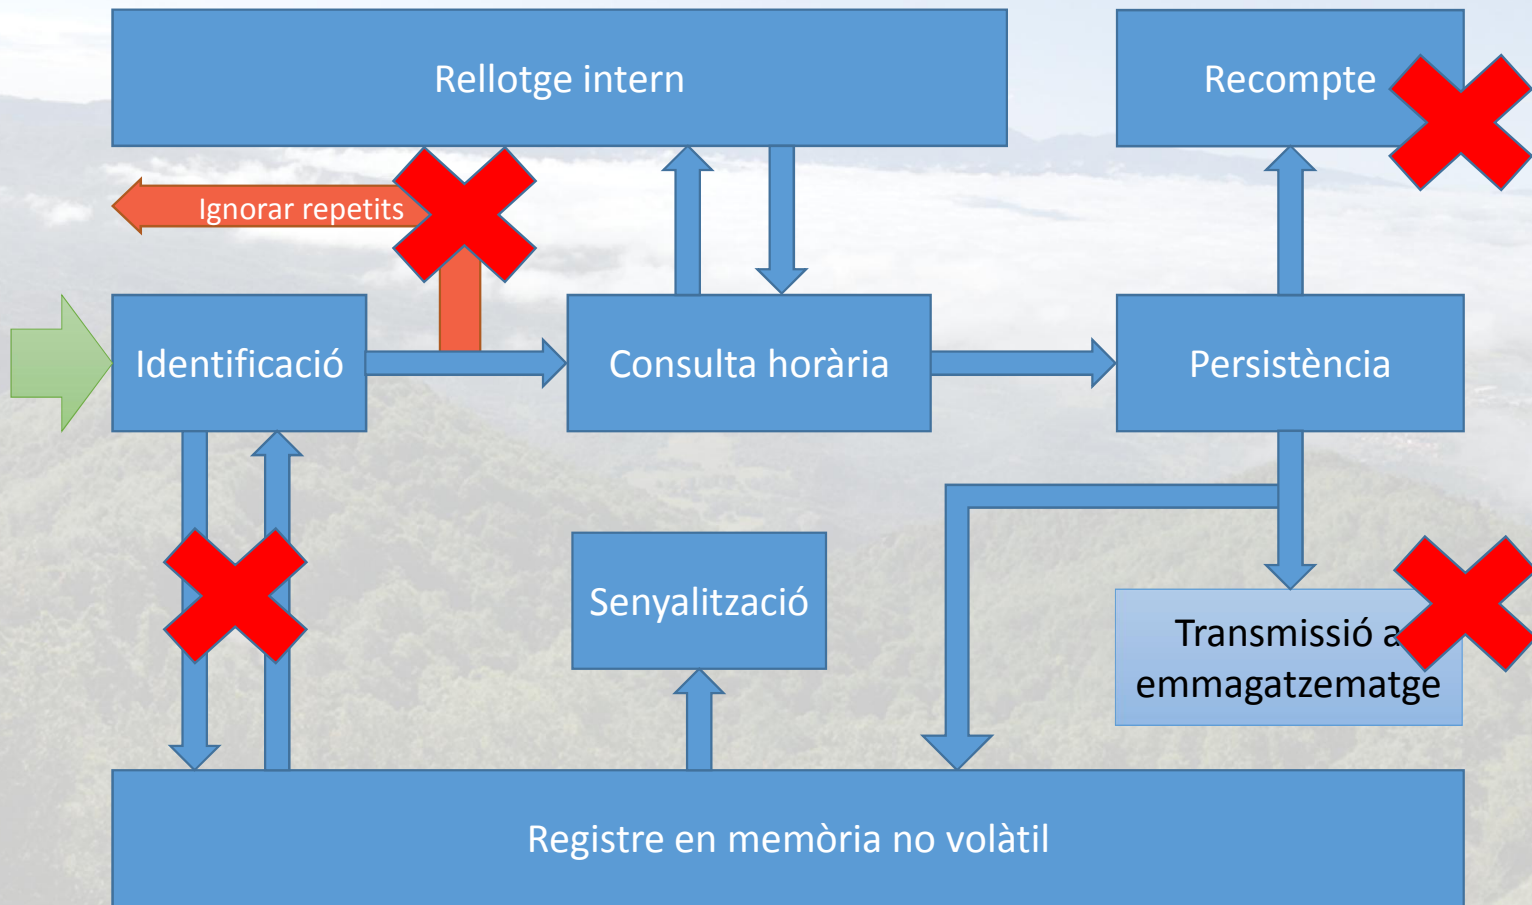 Rellotge intern
Recompte
Ignorar repetits
Identificació
Consulta horària
Persistència
Senyalització
Transmissió a
emmagatzematge
Registre en memòria no volàtil